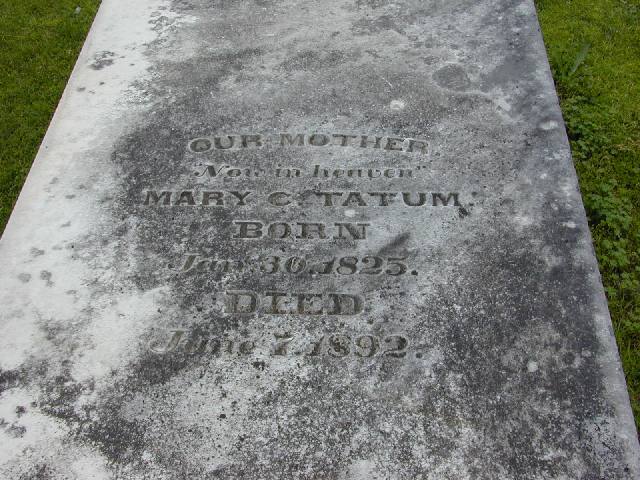 OUR MOTHER
"Now in heaven"
MARY C. TATUM.
BORN
Jan. 30, 1825.
DIED
June 7, 1892.